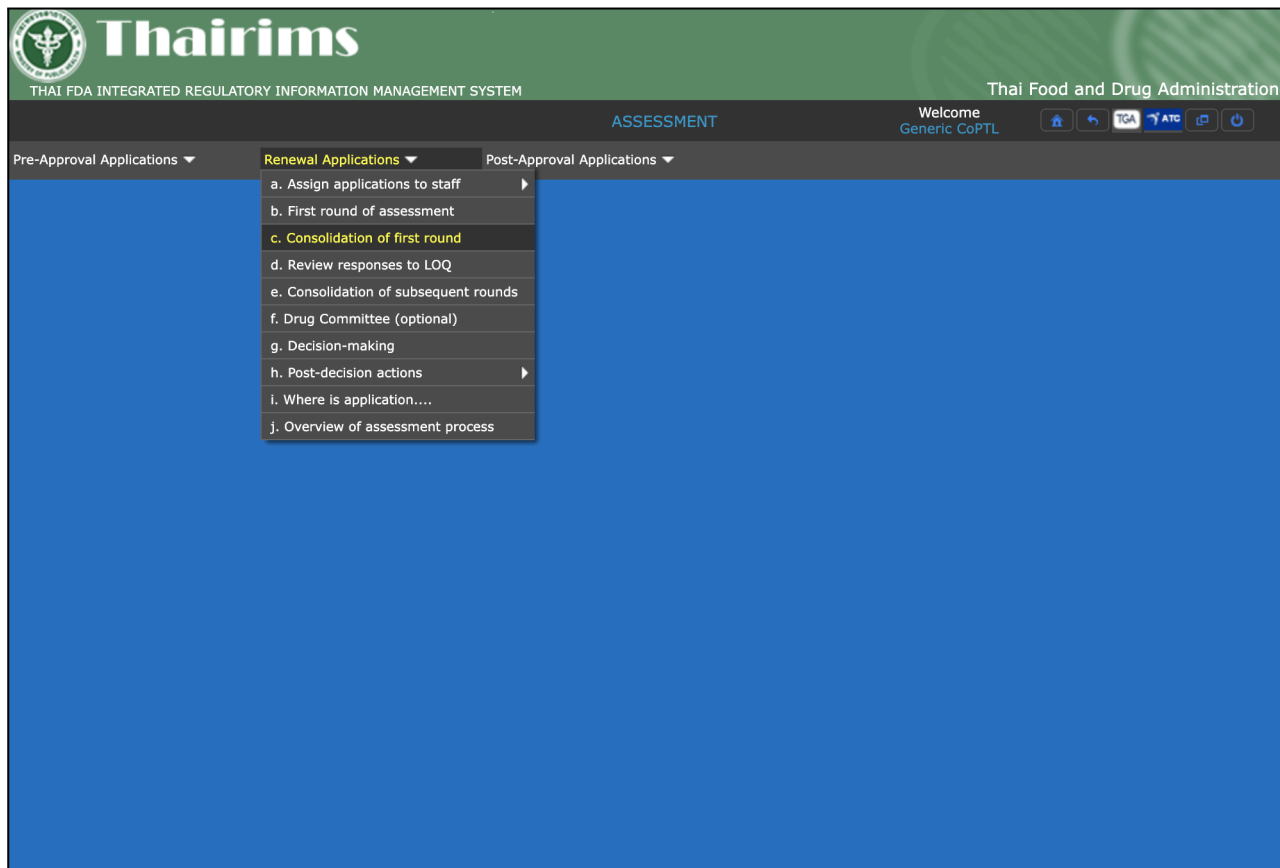 Thairims
THAI FDA INTEGRATED REGULATORY INFORMATION MANAGEMENT SYSTEM
Thai Food and Drug Administration
ASSESSMENT
Welcome
Generic CoPTL
TGA
ATC
Pre-Approval Applications
Renewal Applications
Post-Approval Applications
a. Assign applications to staff
b. First round of assessment
c. Consolidation of first round
d. Review responses to LOQ
e. Consolidation of subsequent rounds
f. Drug Committee (optional)
g. Decision-making
h. Post-decision actions
i. Where is application....
j. Overview of assessment process